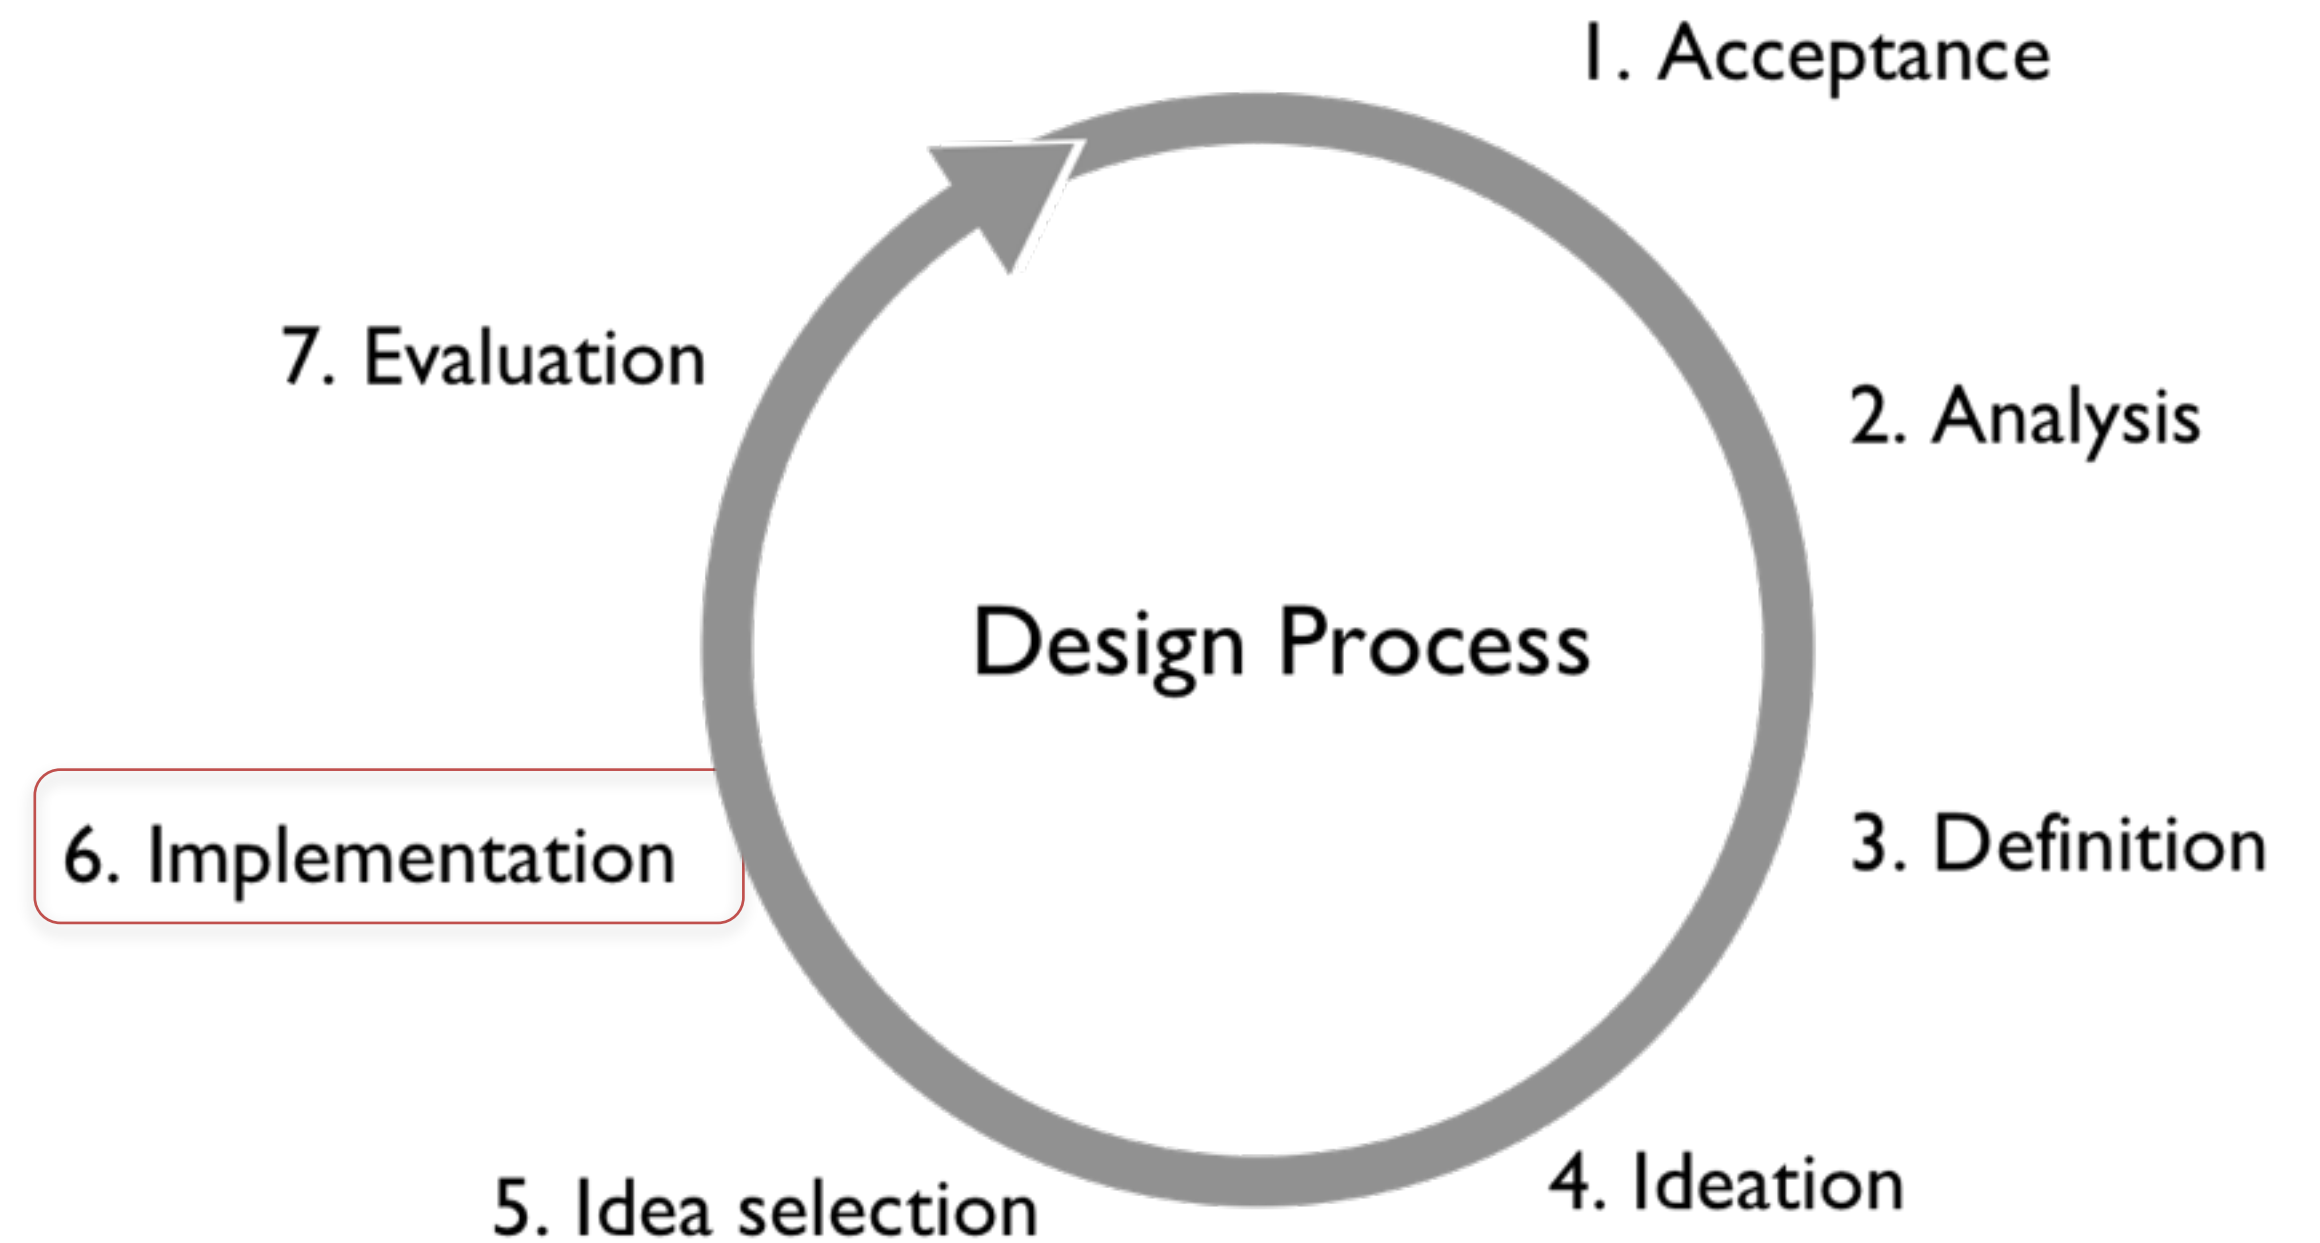 1. Acceptance
2. Analysis
3. Definition
4. Ideation
5. Idea selection
6. Implementation
7. Evaluation
Design Process